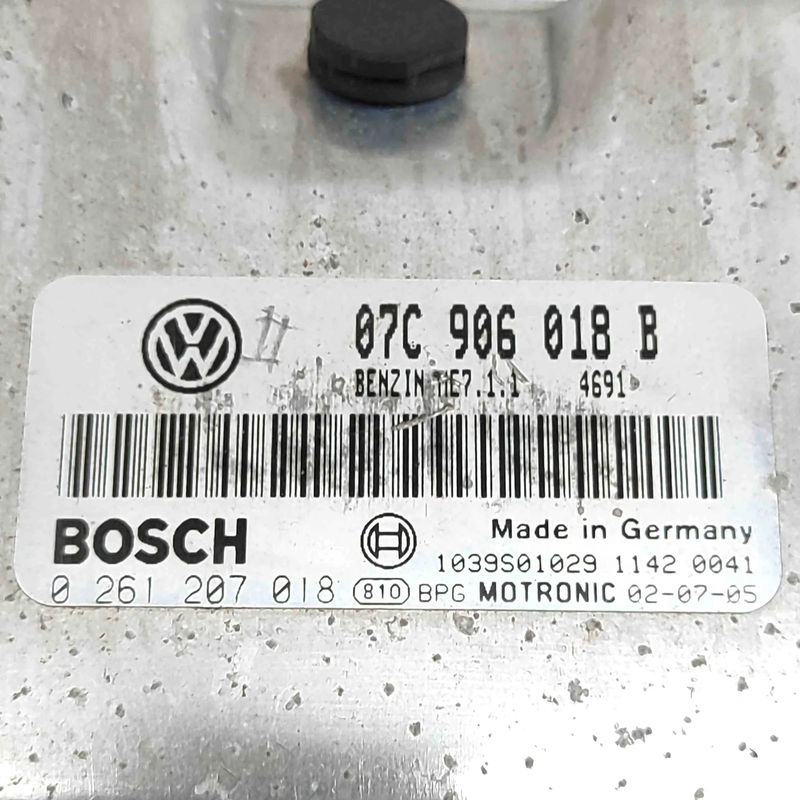 07C 906 018 B
BENZIN ME7.1.1 4691
BOSCH
Made in Germany
1039S01029 1142 0041
0 261 207 018 810 BPG MOTRONIC 02-07-05